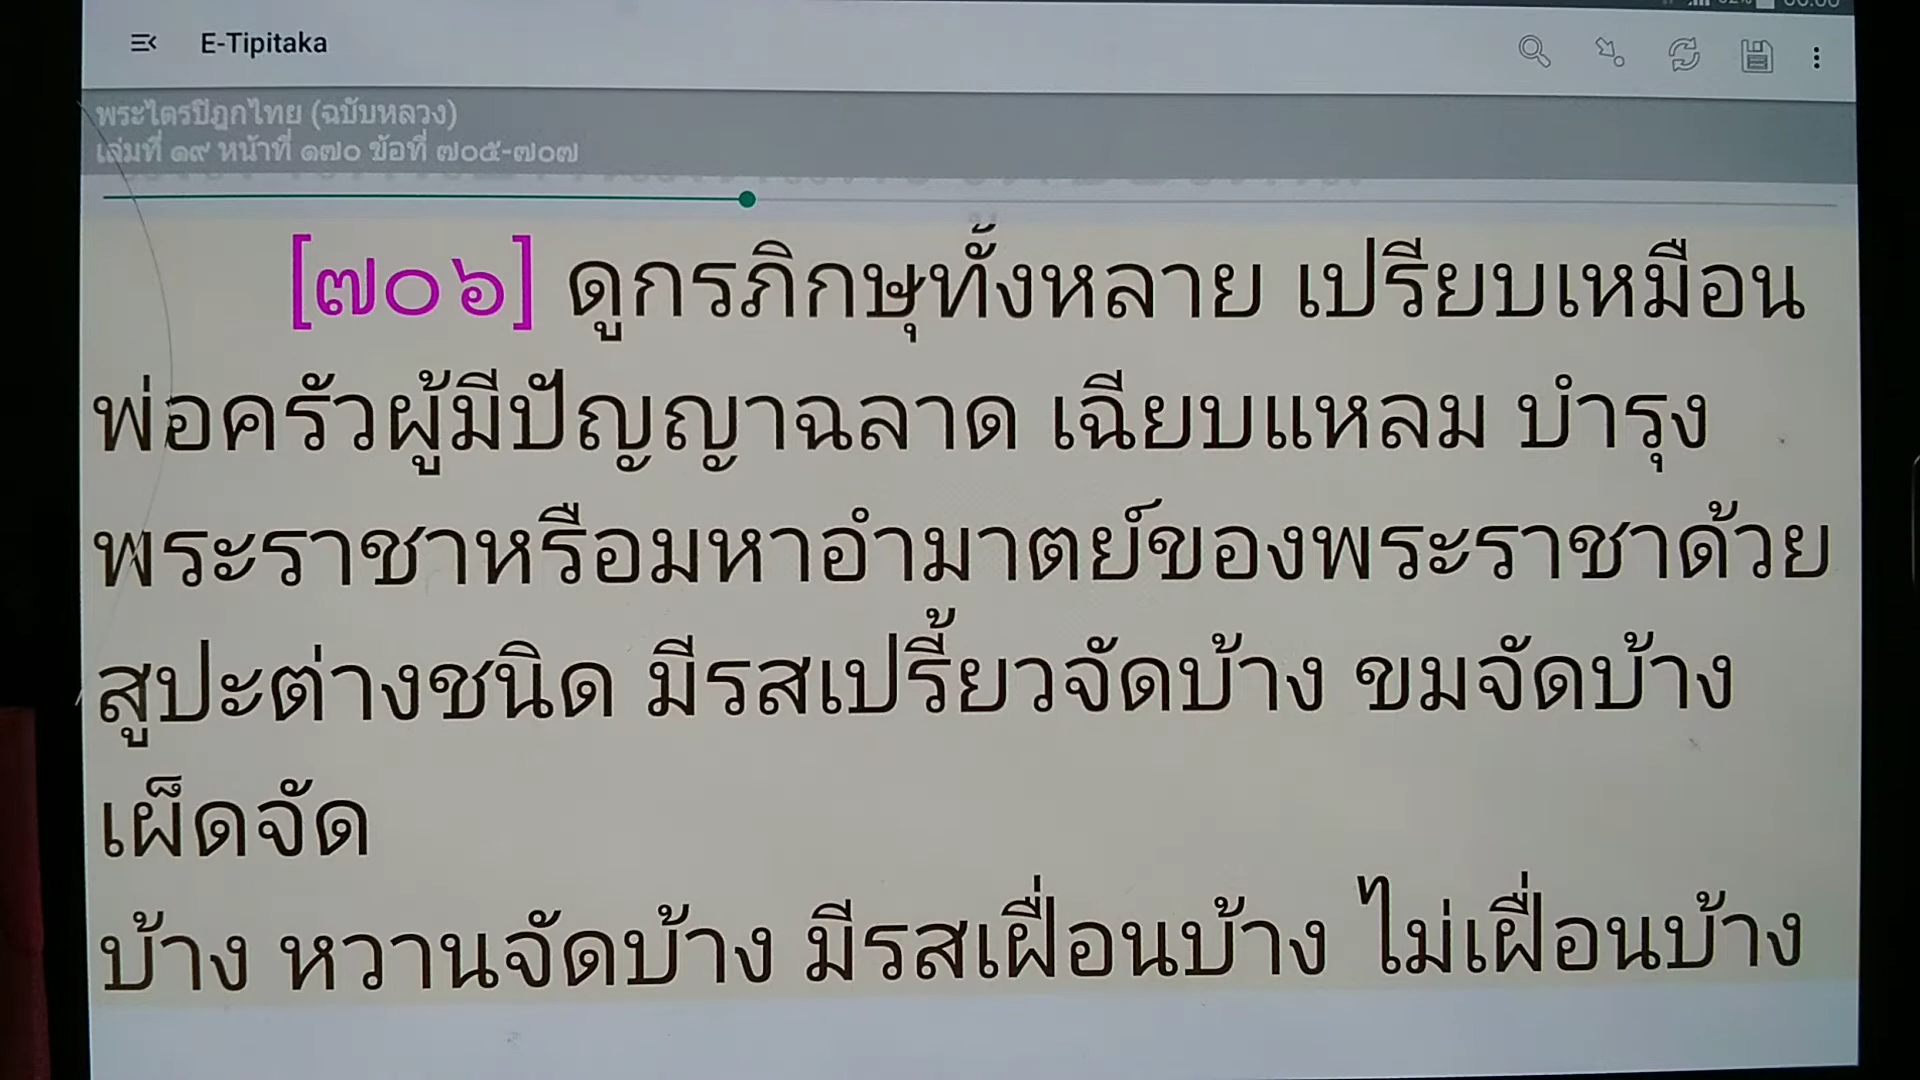 E-Tipitaka
พระไตรปิฎกไทย (ฉบับหลวง)
เล่มที่ ๑๙ หน้าที่ ๑๗๐ ข้อที่ ๗๐๕-๗๐๗
[๗๐๖] ดูกรภิกษุทั้งหลาย เปรียบเหมือน
พ่อครัวผู้มีปัญญาฉลาด เฉียบแหลม บำรุง
พระราชาหรือมหาอำมาตย์ของพระราชาด้วย
สูปะต่างชนิด มีรสเปรี้ยวจัดบ้าง ขมจัดบ้าง
เผ็ดจัด
บ้าง หวานจัดบ้าง มีรสเฝื่อนบ้าง ไม่เฝื่อนบ้าง